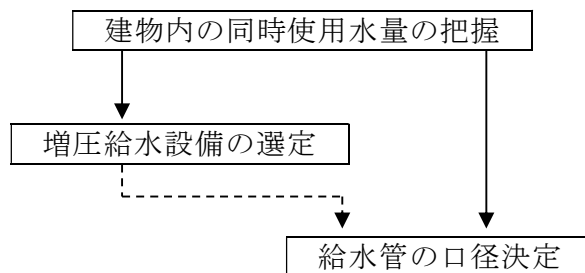 建物内の同時使用水量の把握
増圧給水設備の選定
給水管の口径決定